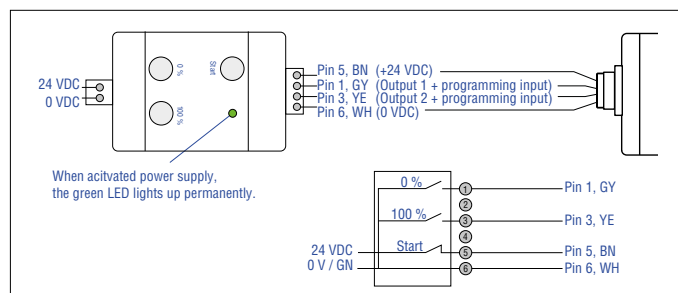 0 %
Start
100 %
24 VDC
0 VDC
Pin 5, BN (+24 VDC)
Pin 1, GY (Output 1 + programming input)
Pin 3, YE (Output 2 + programming input)
Pin 6, WH (0 VDC)
When acitvated power supply,
the green LED lights up permanently.
0 % 1 Pin 1, GY
2
100 % 3 Pin 3, YE
4
24 VDC Start 5 Pin 5, BN
0 V / GN 6 Pin 6, WH